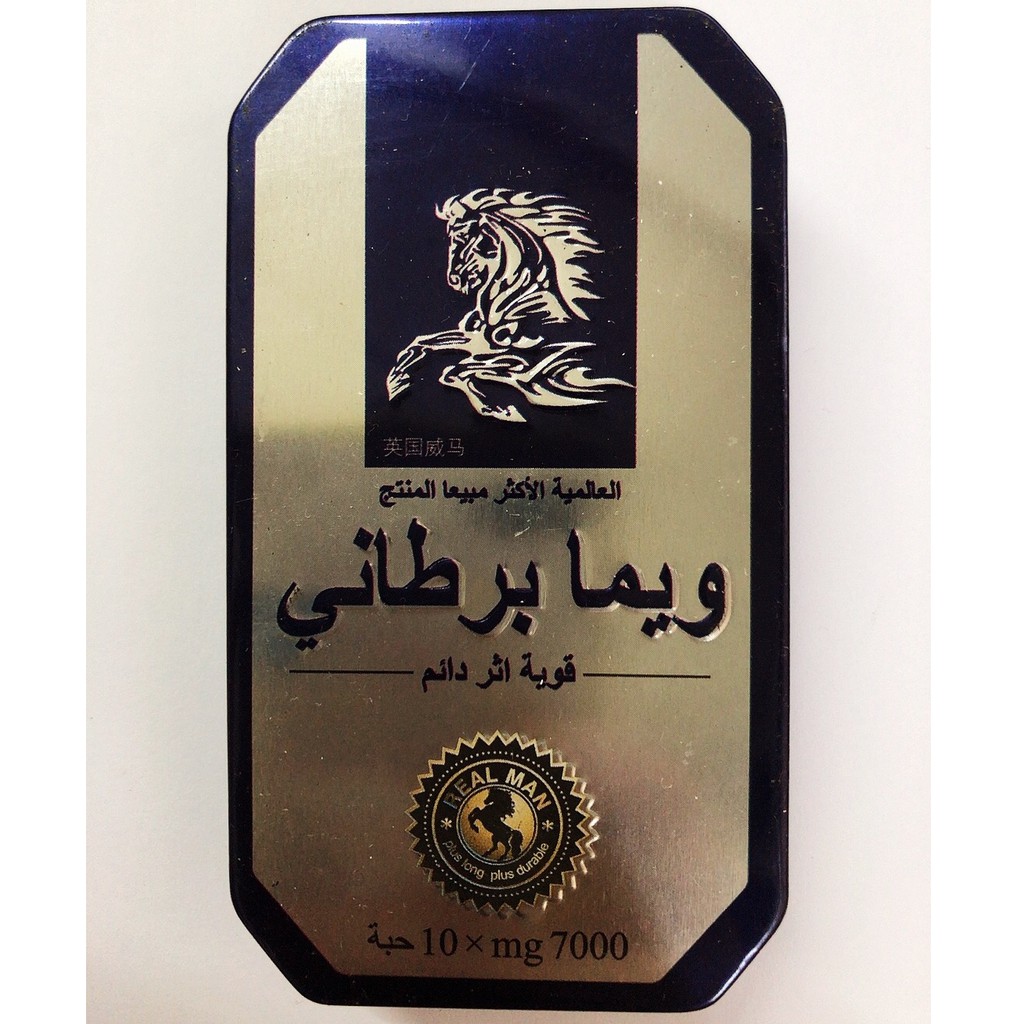 英国威马
العالمية الأكثر مبيعا المنتج
ويما برطاني
قوية اثر دائم
REAL MAN
plus long plus durable
7000 mg × 10 حبة